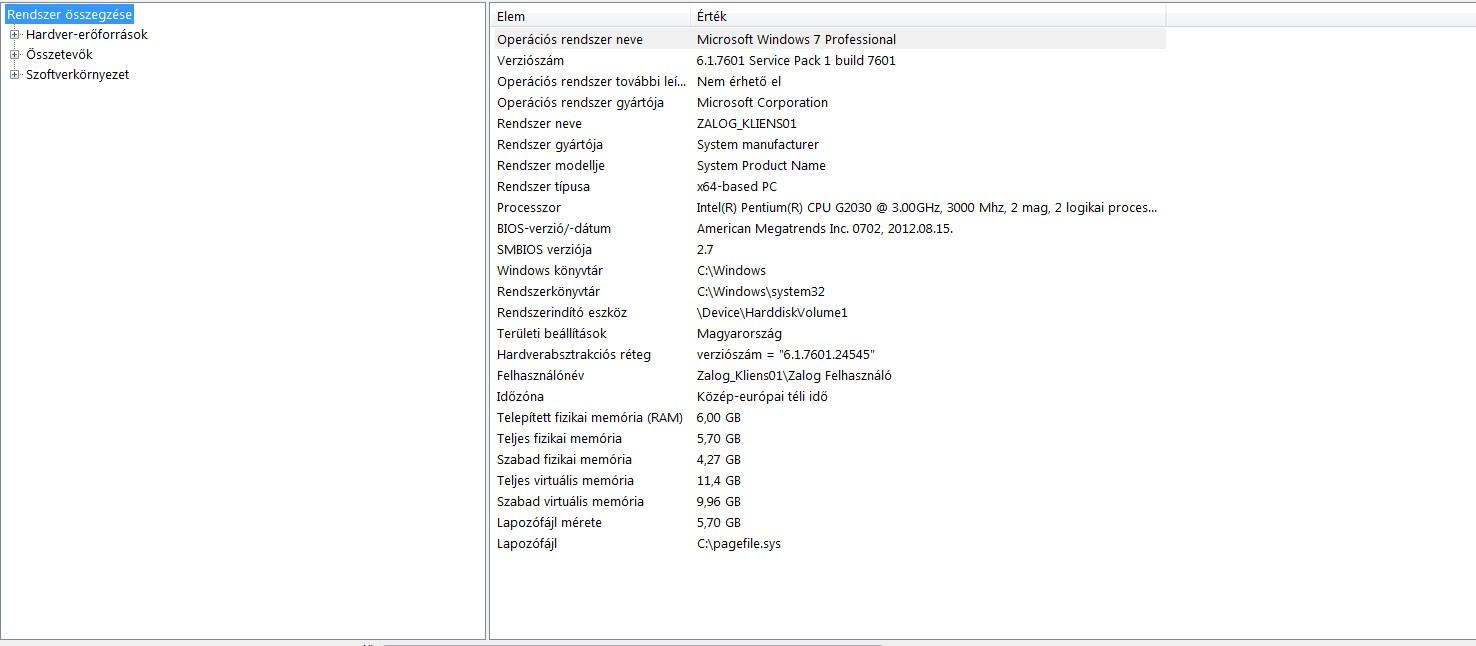 Rendszer összegzése
Hardver-erőforrások
Összetevők
Szoftverkörnyezet
Elem Érték
Operációs rendszer neve Microsoft Windows 7 Professional
Verziószám 6.1.7601 Service Pack 1 build 7601
Operációs rendszer további leí... Nem érhető el
Operációs rendszer gyártója Microsoft Corporation
Rendszer neve ZALOG_KLIENS01
Rendszer gyártója System manufacturer
Rendszer modellje System Product Name
Rendszer típusa x64-based PC
Processzor Intel(R) Pentium(R) CPU G2030 @ 3.00GHz, 3000 Mhz, 2 mag, 2 logikai proces...
BIOS-verzió/-dátum American Megatrends Inc. 0702, 2012.08.15.
SMBIOS verziója 2.7
Windows könyvtár C:\Windows
Rendszerkönyvtár C:\Windows\system32
Rendszerindító eszköz \Device\HarddiskVolume1
Területi beállítások Magyarország
Hardverabsztrakciós réteg verziószám = "6.1.7601.24545"
Felhasználónév Zalog_Kliens01\Zalog Felhasználó
Időzóna Közép-európai téli idő
Telepített fizikai memória (RAM) 6,00 GB
Teljes fizikai memória 5,70 GB
Szabad fizikai memória 4,27 GB
Teljes virtuális memória 11,4 GB
Szabad virtuális memória 9,96 GB
Lapozófájl mérete 5,70 GB
Lapozófájl C:\pagefile.sys